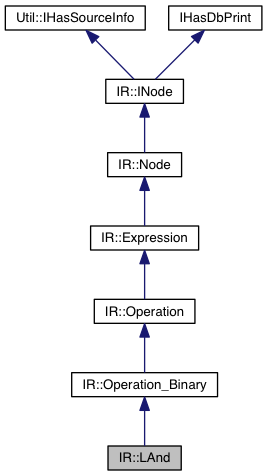 Util::IHasSourceInfo
IHasDbPrint
IR::INode
IR::Node
IR::Expression
IR::Operation
IR::Operation_Binary
IR::LAnd